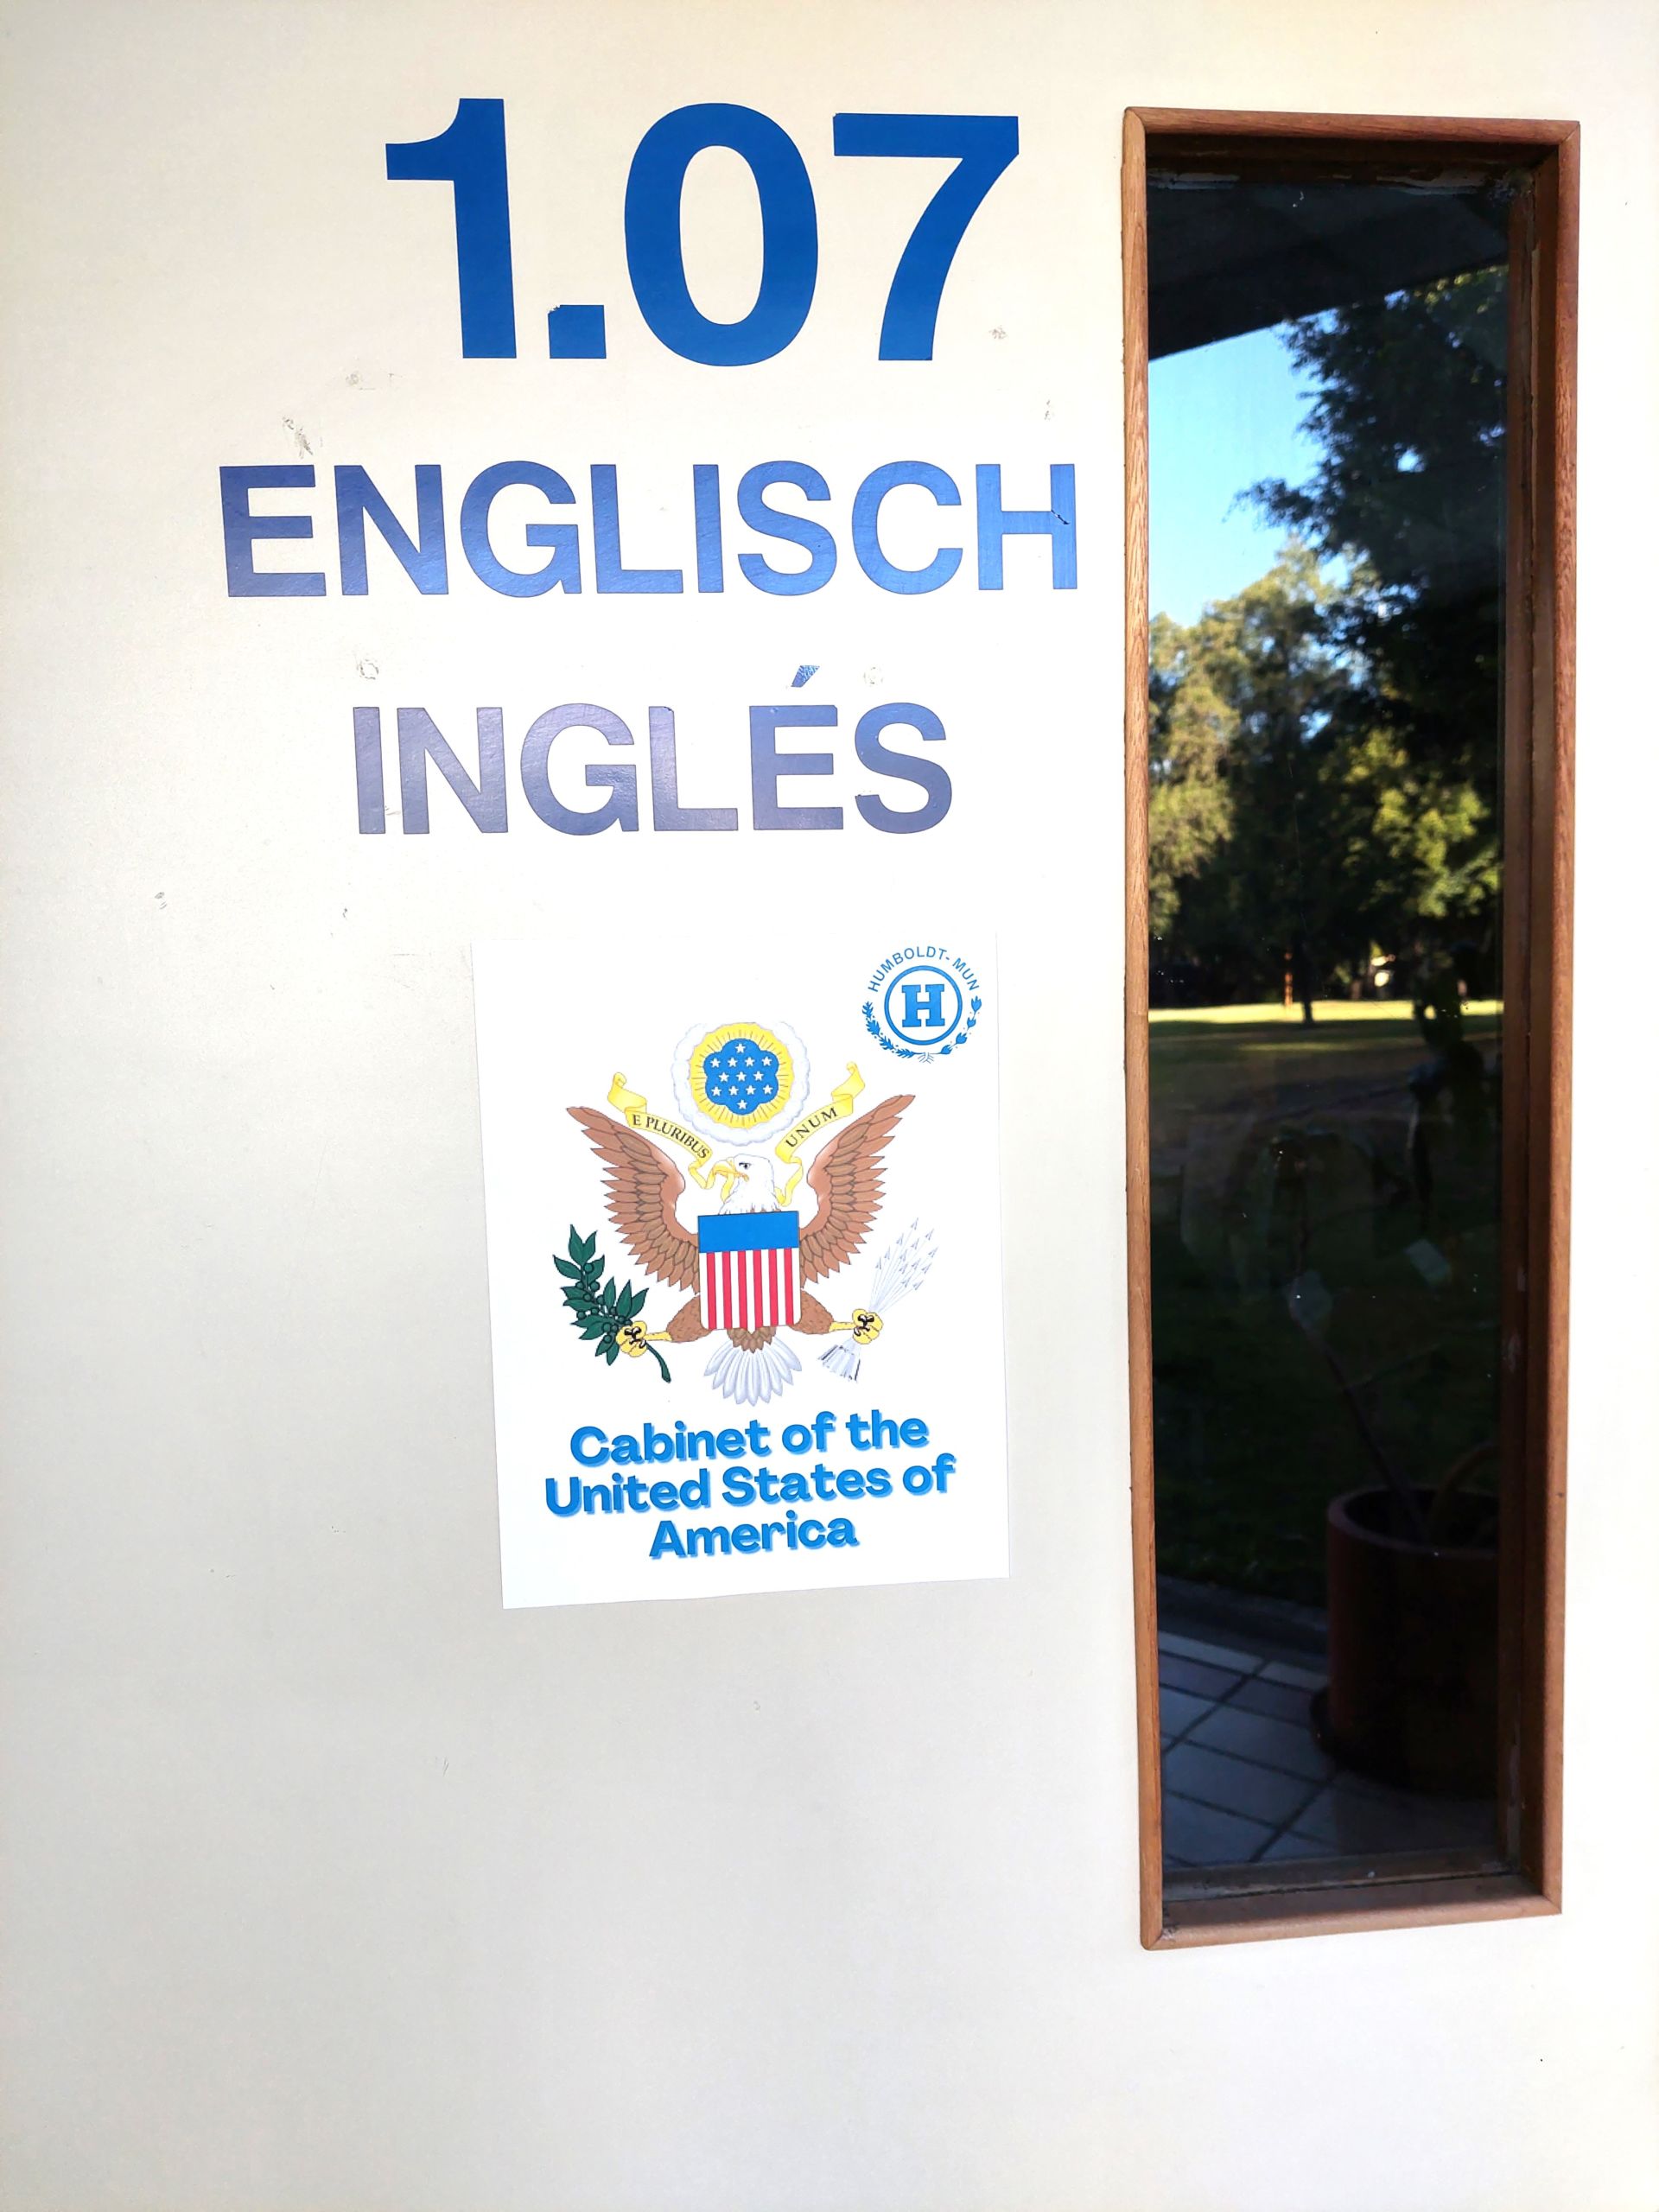 1.07
ENGLISCH
INGLÉS
HUMBOLDT-MUN
H
E PLURIBUS UNUM
Cabinet of the
United States of
America